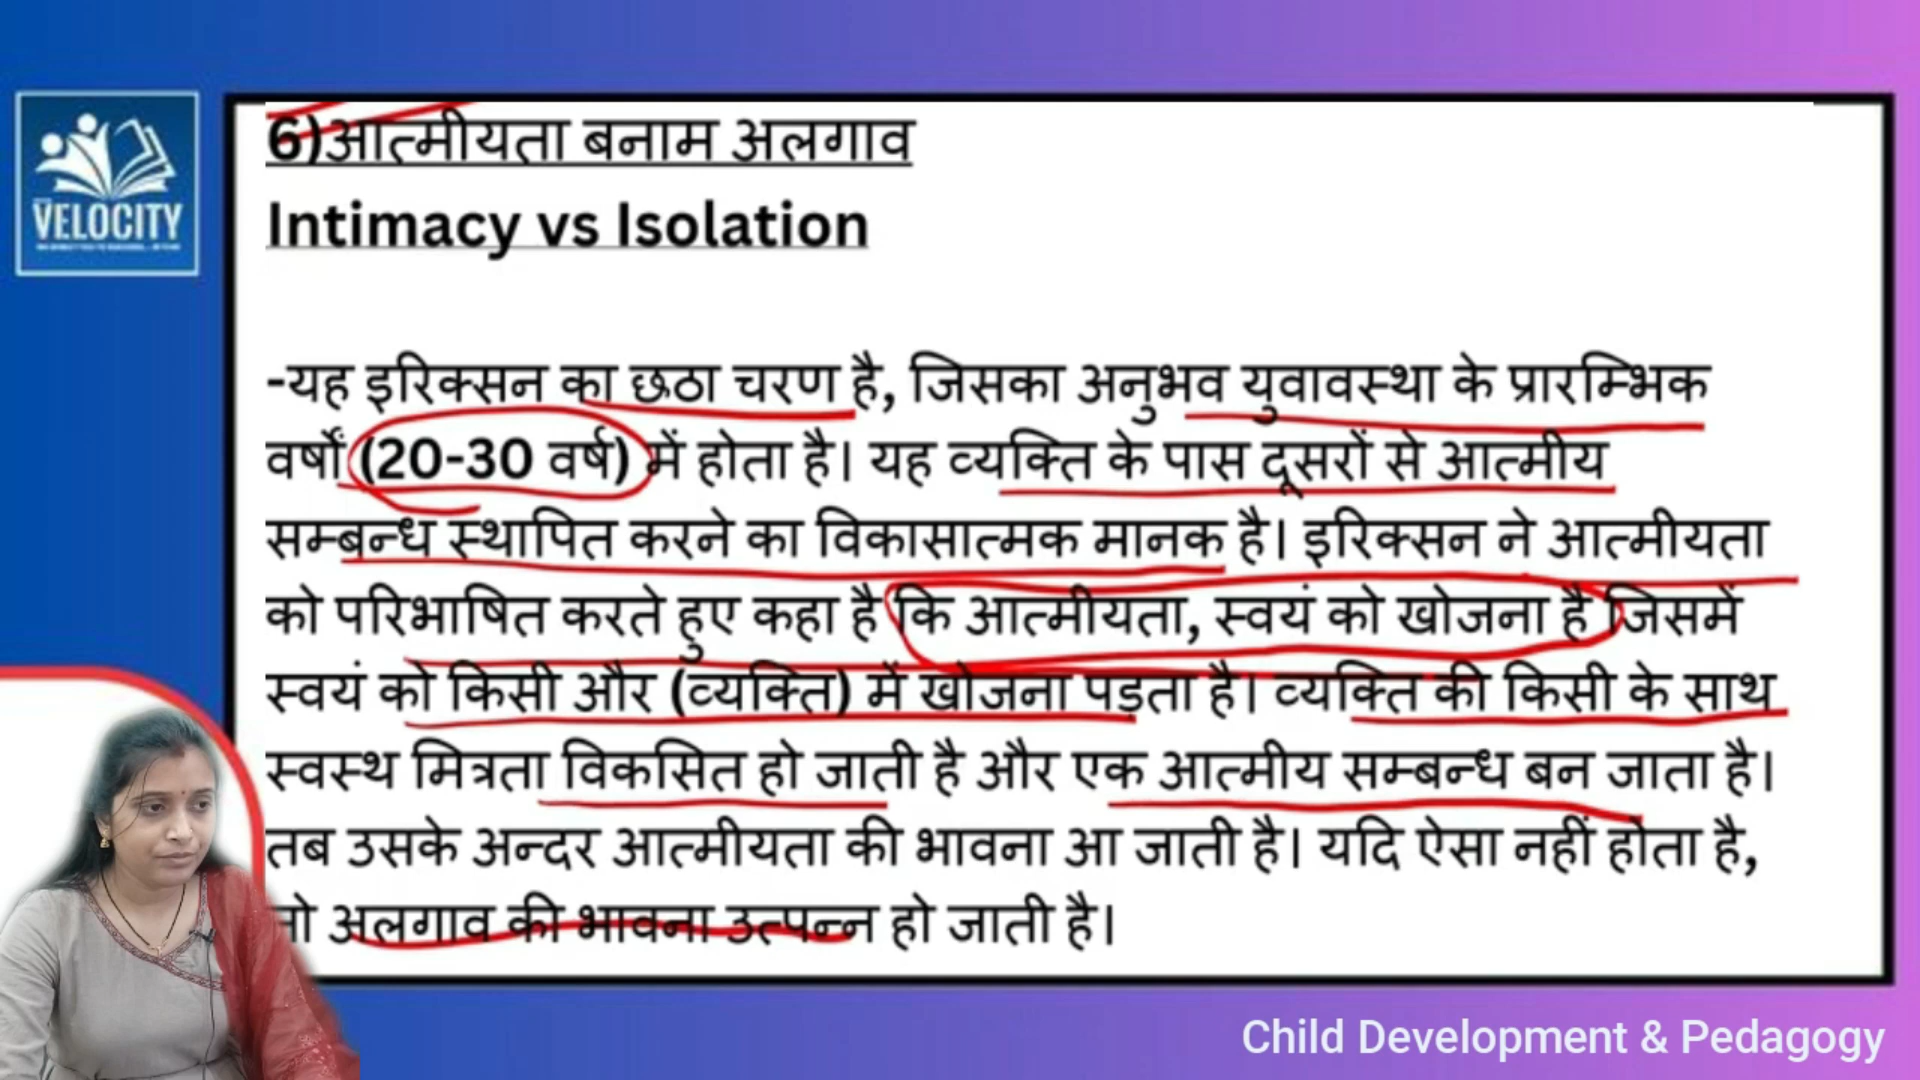 6)आत्मीयता बनाम अलगाव
Intimacy vs Isolation
VELOCITY
-यह इरिक्सन का छठा चरण है, जिसका अनुभव युवावस्था के प्रारम्भिक
वर्षों (20-30 वर्ष) में होता है। यह व्यक्ति के पास दूसरों से आत्मीय
सम्बन्ध स्थापित करने का विकासात्मक मानक है। इरिक्सन ने आत्मीयता
को परिभाषित करते हुए कहा है कि आत्मीयता, स्वयं को खोजना है जिसमें
स्वयं को किसी और (व्यक्ति) में खोजना पड़ता है। व्यक्ति की किसी के साथ
स्वस्थ मित्रता विकसित हो जाती है और एक आत्मीय सम्बन्ध बन जाता है।
तब उसके अन्दर आत्मीयता की भावना आ जाती है। यदि ऐसा नहीं होता है,
अलगाव की भावना उत्पन्न हो जाती है।
Child Development & Pedagogy